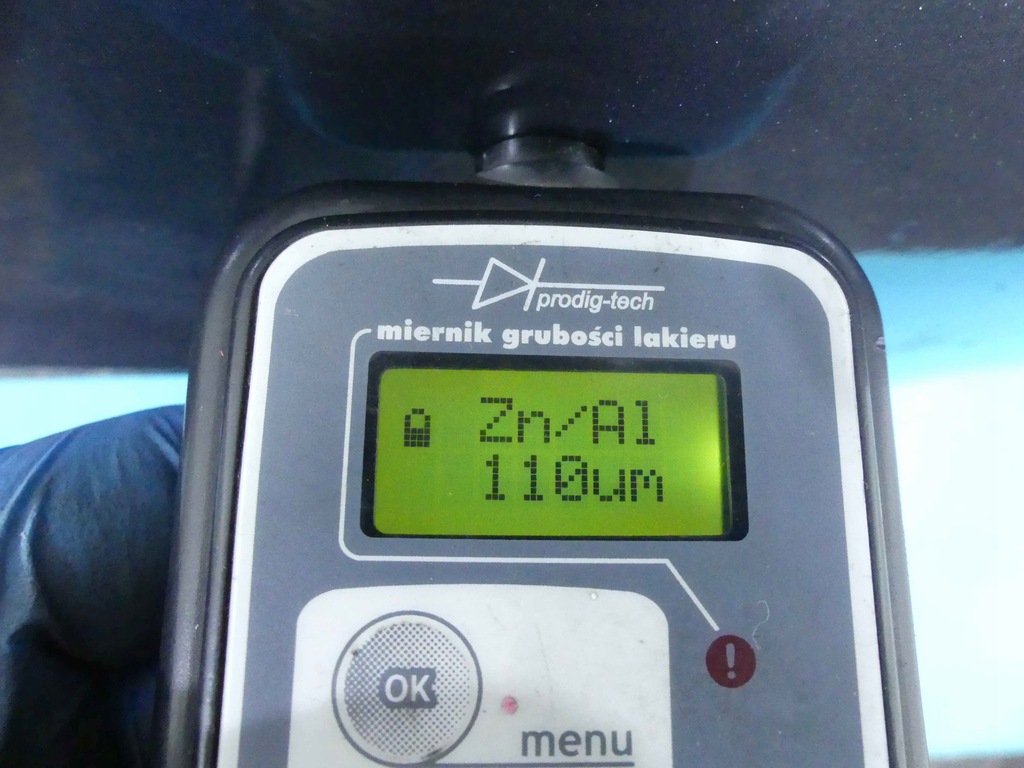 prodig-tech
miernik grubości lakieru
Zn/Al
110um
!
OK
menu